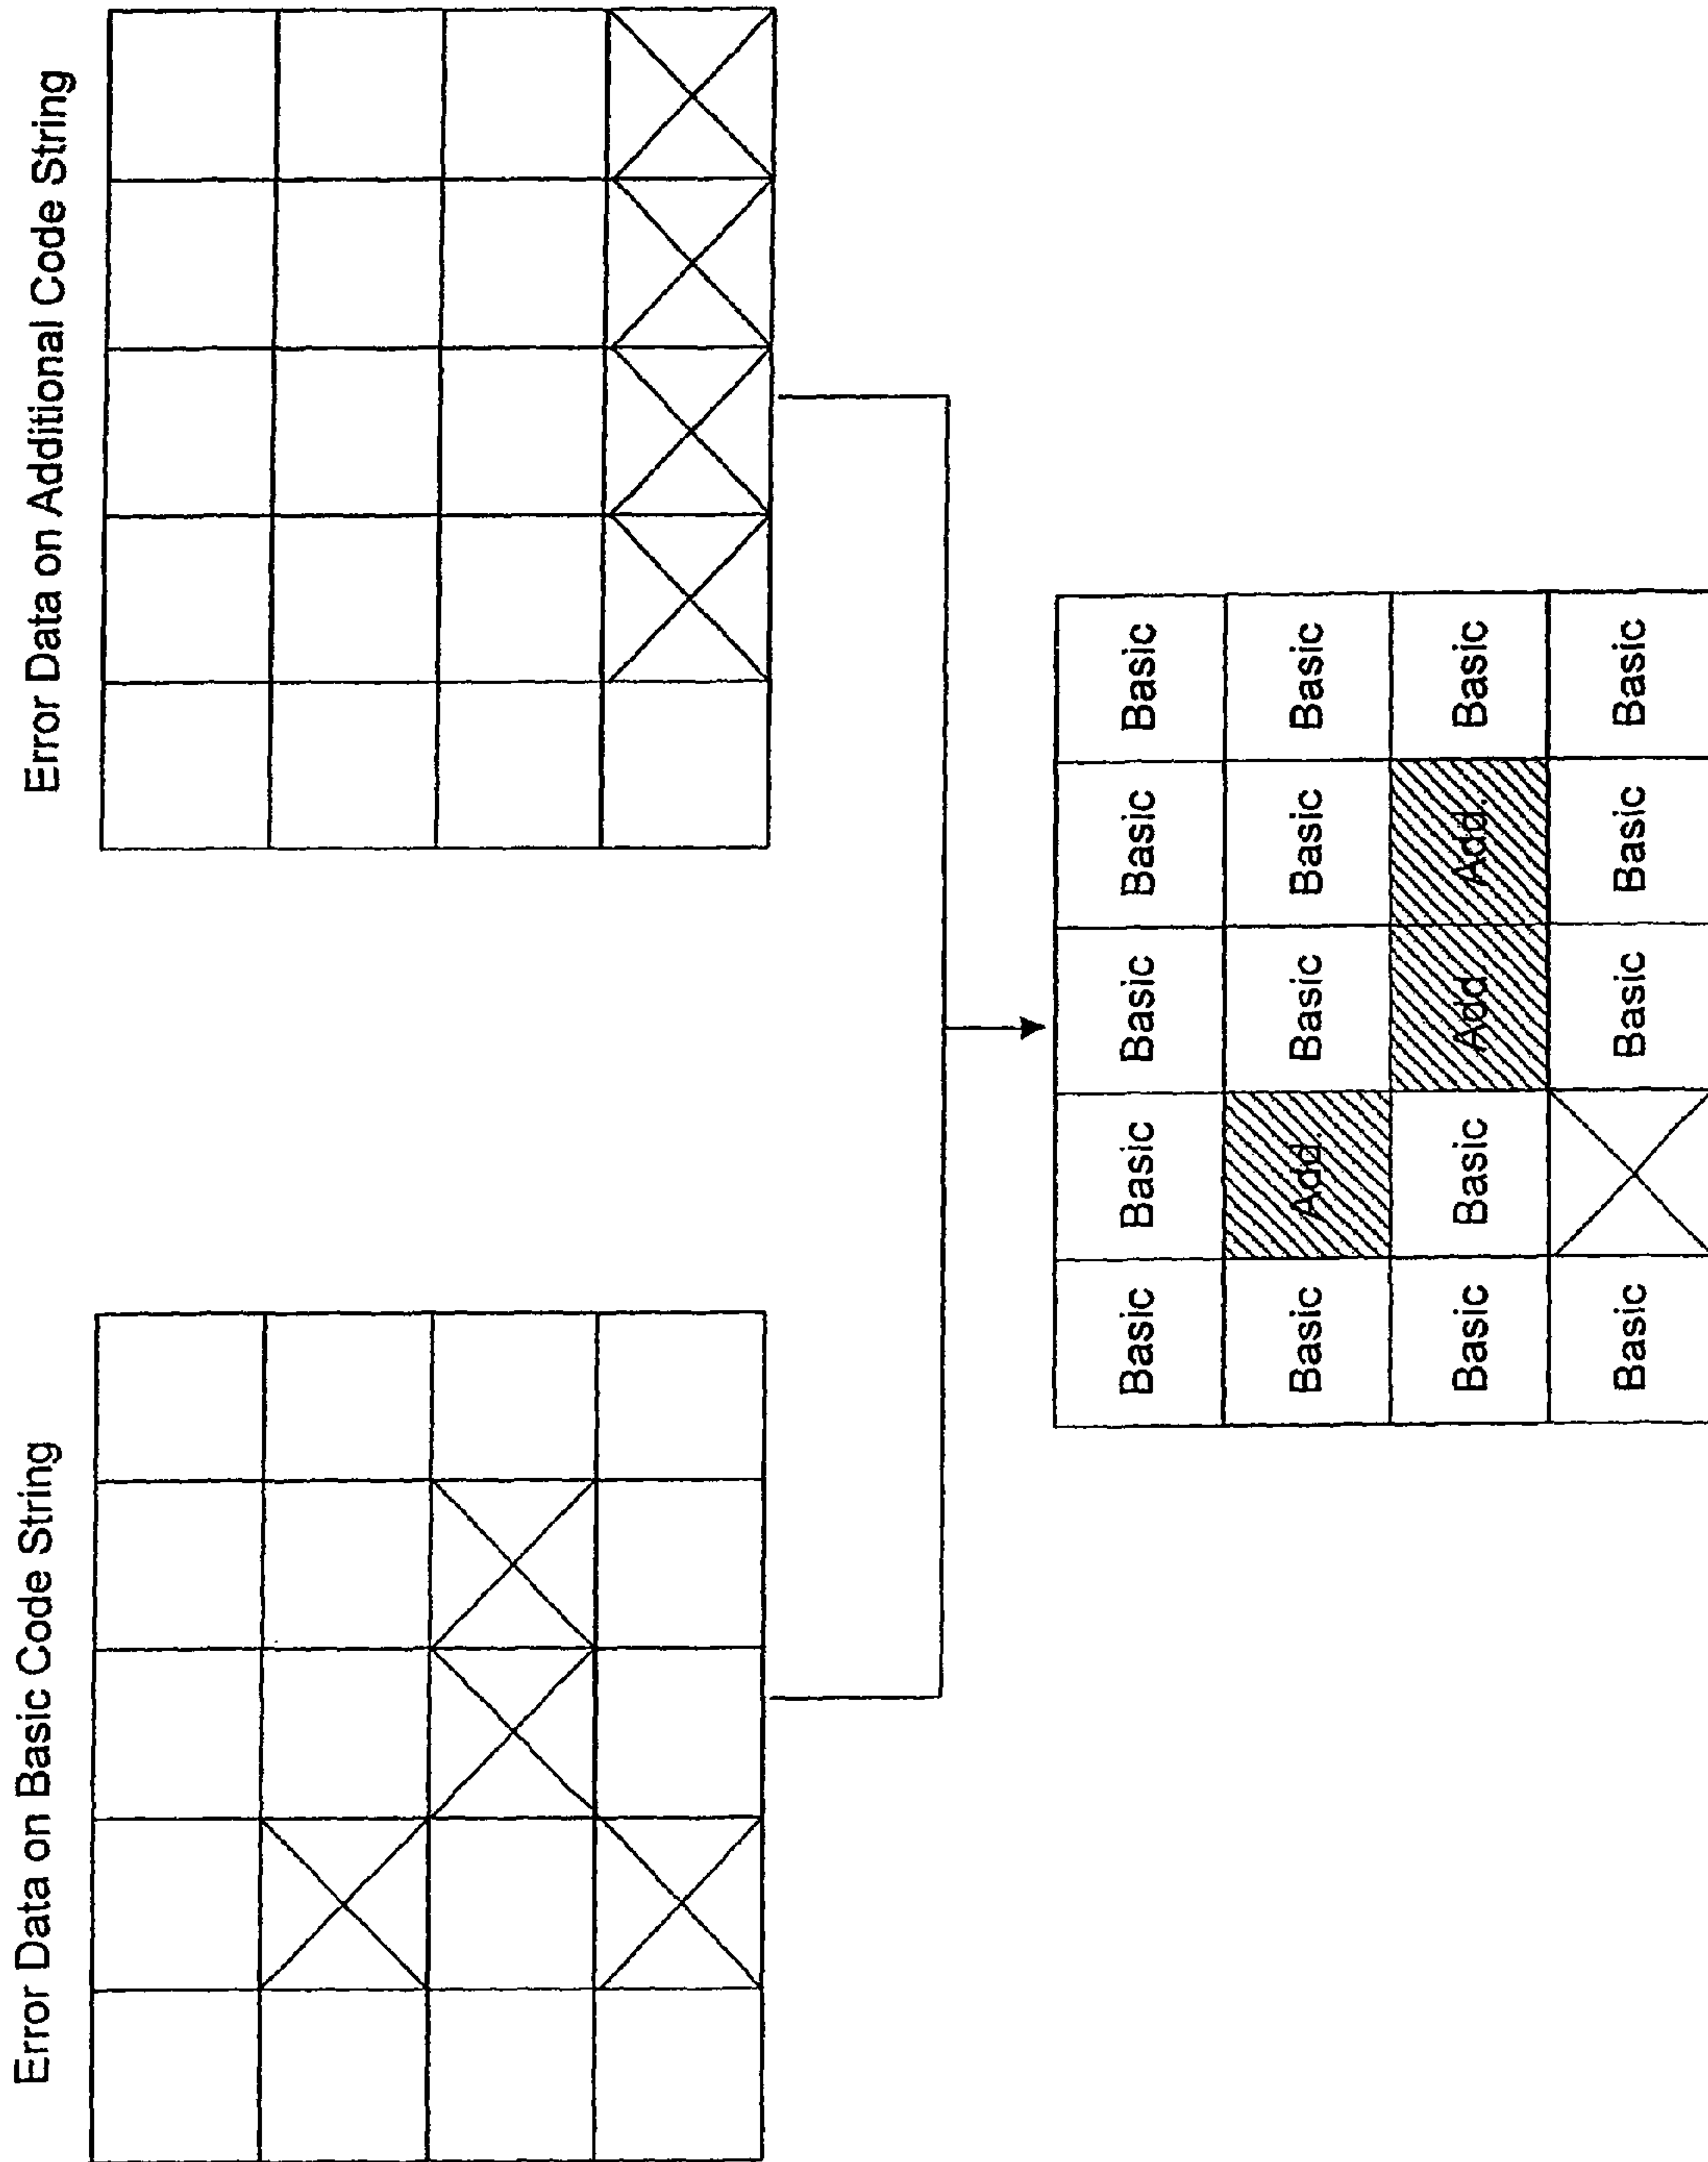 Error Data on Basic Code String
Error Data on Additional Code String
Basic Basic Basic Basic Basic
Basic Add. Basic Basic Basic
Basic Basic Add Add. Basic
Basic Basic Basic Basic